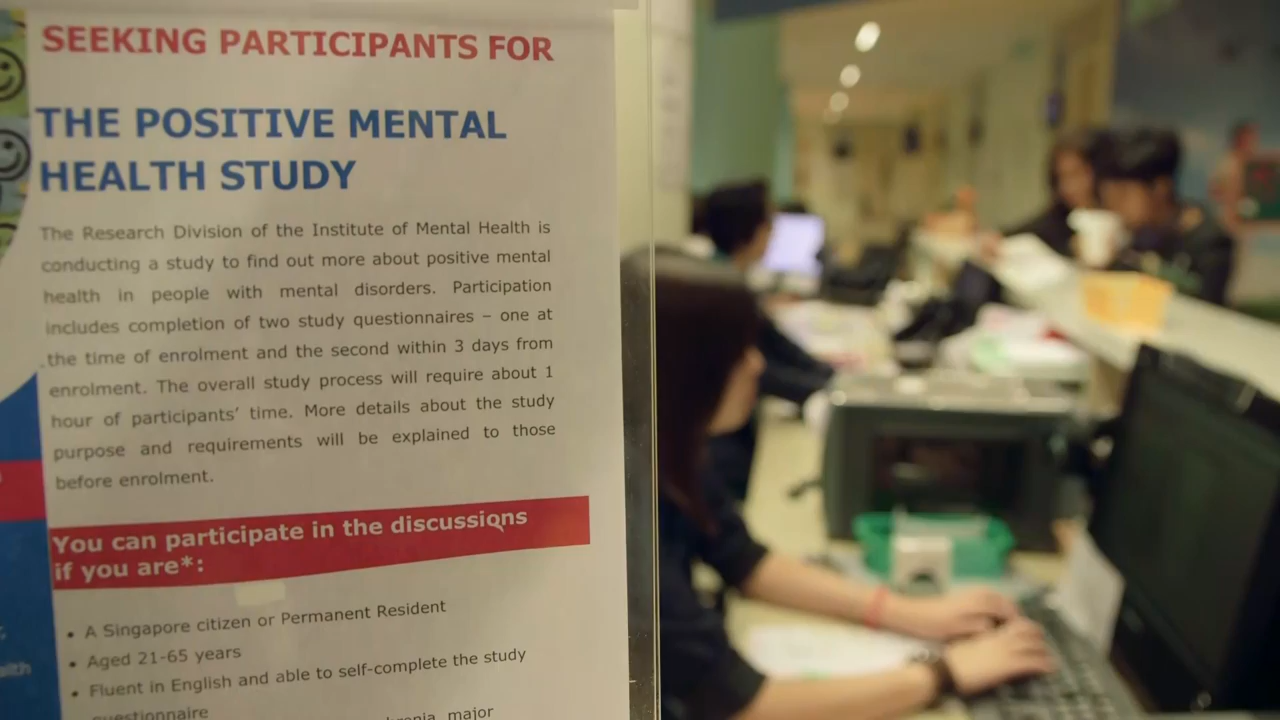 SEEKING PARTICIPANTS FOR
THE POSITIVE MENTAL
HEALTH STUDY
The Research Division of the Institute of Mental Health is
conducting a study to find out more about positive mental
health in people with mental disorders. Participation
includes completion of two study questionnaires – one at
the time of enrolment and the second within 3 days from
enrolment. The overall study process will require about 1
hour of participants’ time. More details about the study
purpose and requirements will be explained to those
before enrolment.
You can participate in the discussions
if you are*:
• A Singapore citizen or Permanent Resident
• Aged 21-65 years
• Fluent in English and able to self-complete the study
questionnaire
major